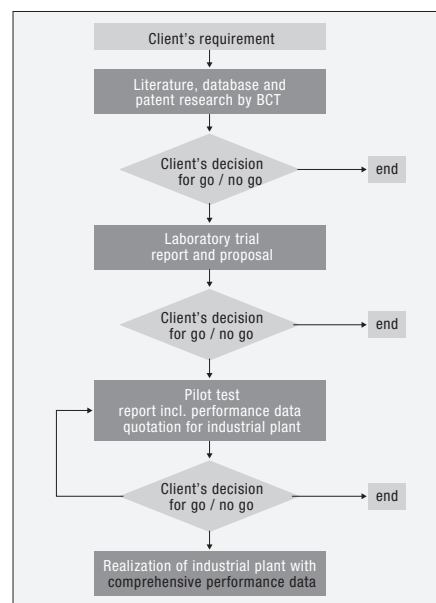 Client's requirement
Literature, database and
patent research by BCT
Client's decision
for go / no go
end
Laboratory trial
report and proposal
Client's decision
for go / no go
end
Pilot test
report incl. performance data
quotation for industrial plant
Client's decision
for go / no go
end
Realization of industrial plant with
comprehensive performance data